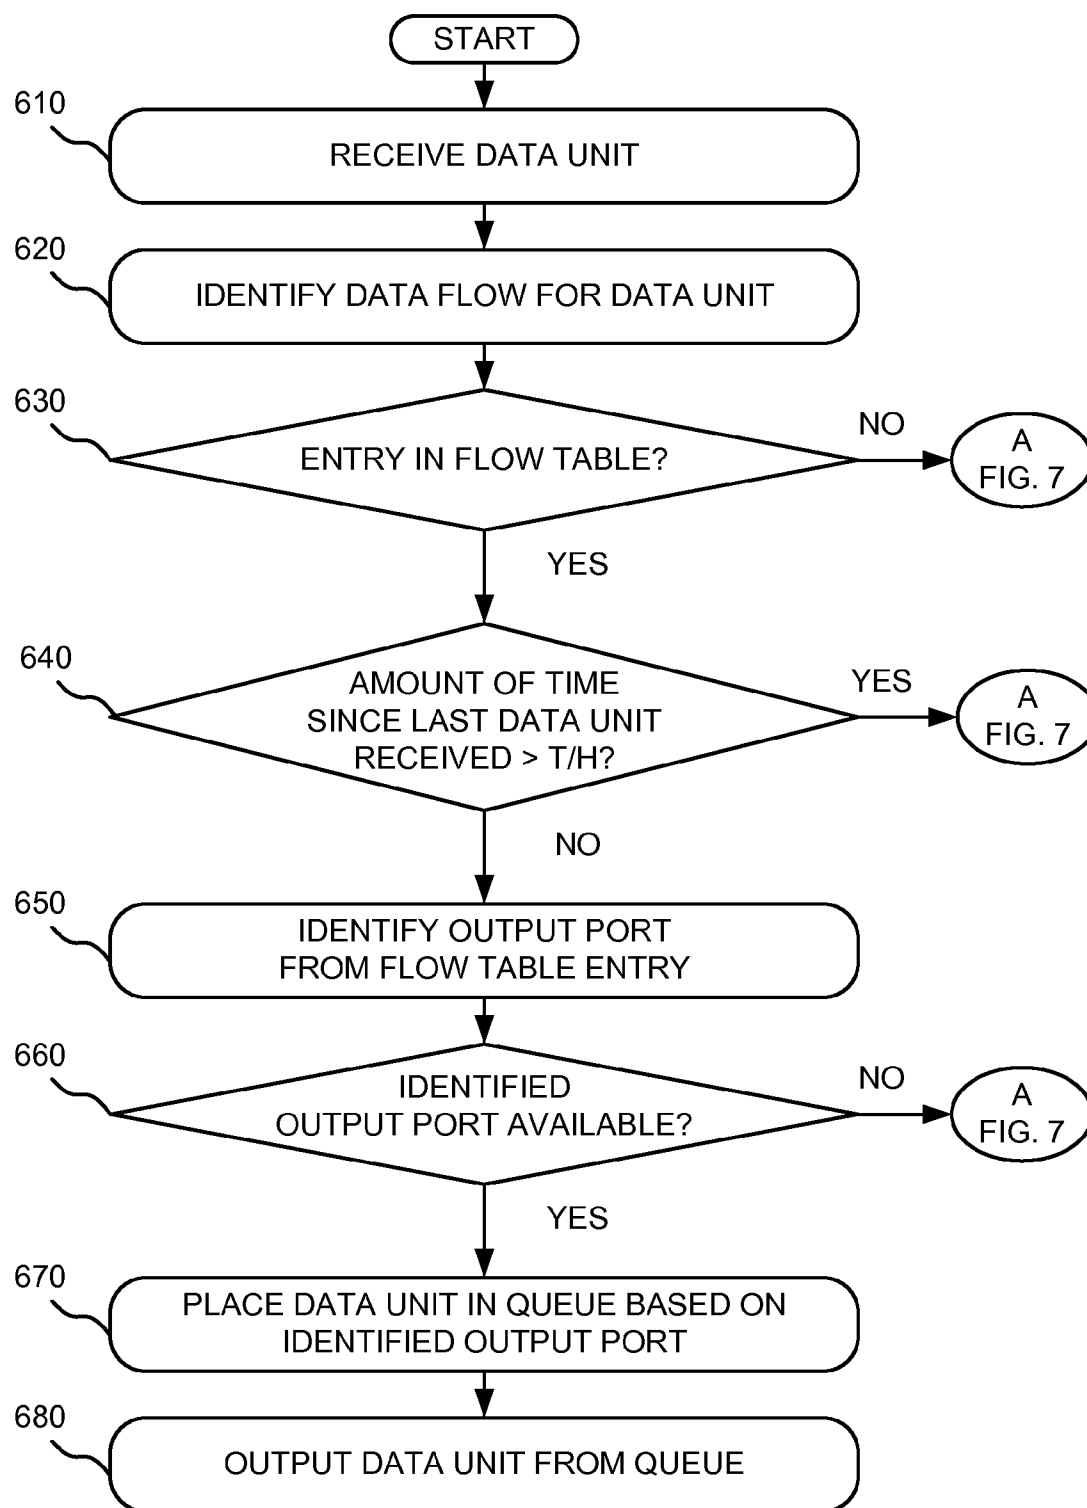 START
610
RECEIVE DATA UNIT
620
IDENTIFY DATA FLOW FOR DATA UNIT
630
ENTRY IN FLOW TABLE?
NO
A
FIG. 7
YES
640
AMOUNT OF TIME
SINCE LAST DATA UNIT
RECEIVED > T/H?
YES
A
FIG. 7
NO
650
IDENTIFY OUTPUT PORT
FROM FLOW TABLE ENTRY
660
IDENTIFIED
OUTPUT PORT AVAILABLE?
NO
A
FIG. 7
YES
670
PLACE DATA UNIT IN QUEUE BASED ON
IDENTIFIED OUTPUT PORT
680
OUTPUT DATA UNIT FROM QUEUE